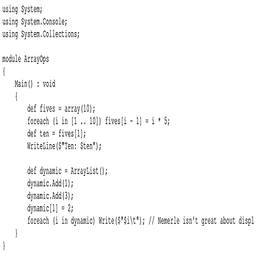 using System;
using System.Console;
using System.Collections;

module ArrayOps
{
    Main() : void
    {
        def fives = array(10);
        foreach (i in [1 .. 10]) fives[i - 1] = i * 5;
        def ten = fives[1];
        WriteLine($"Ten: $ten");

        def dynamic = ArrayList();
        dynamic.Add(1);
        dynamic.Add(3);
        dynamic[1] = 2;
        foreach (i in dynamic) Write($"$i\t"); // Nemerle isn't great about displ
    }
}